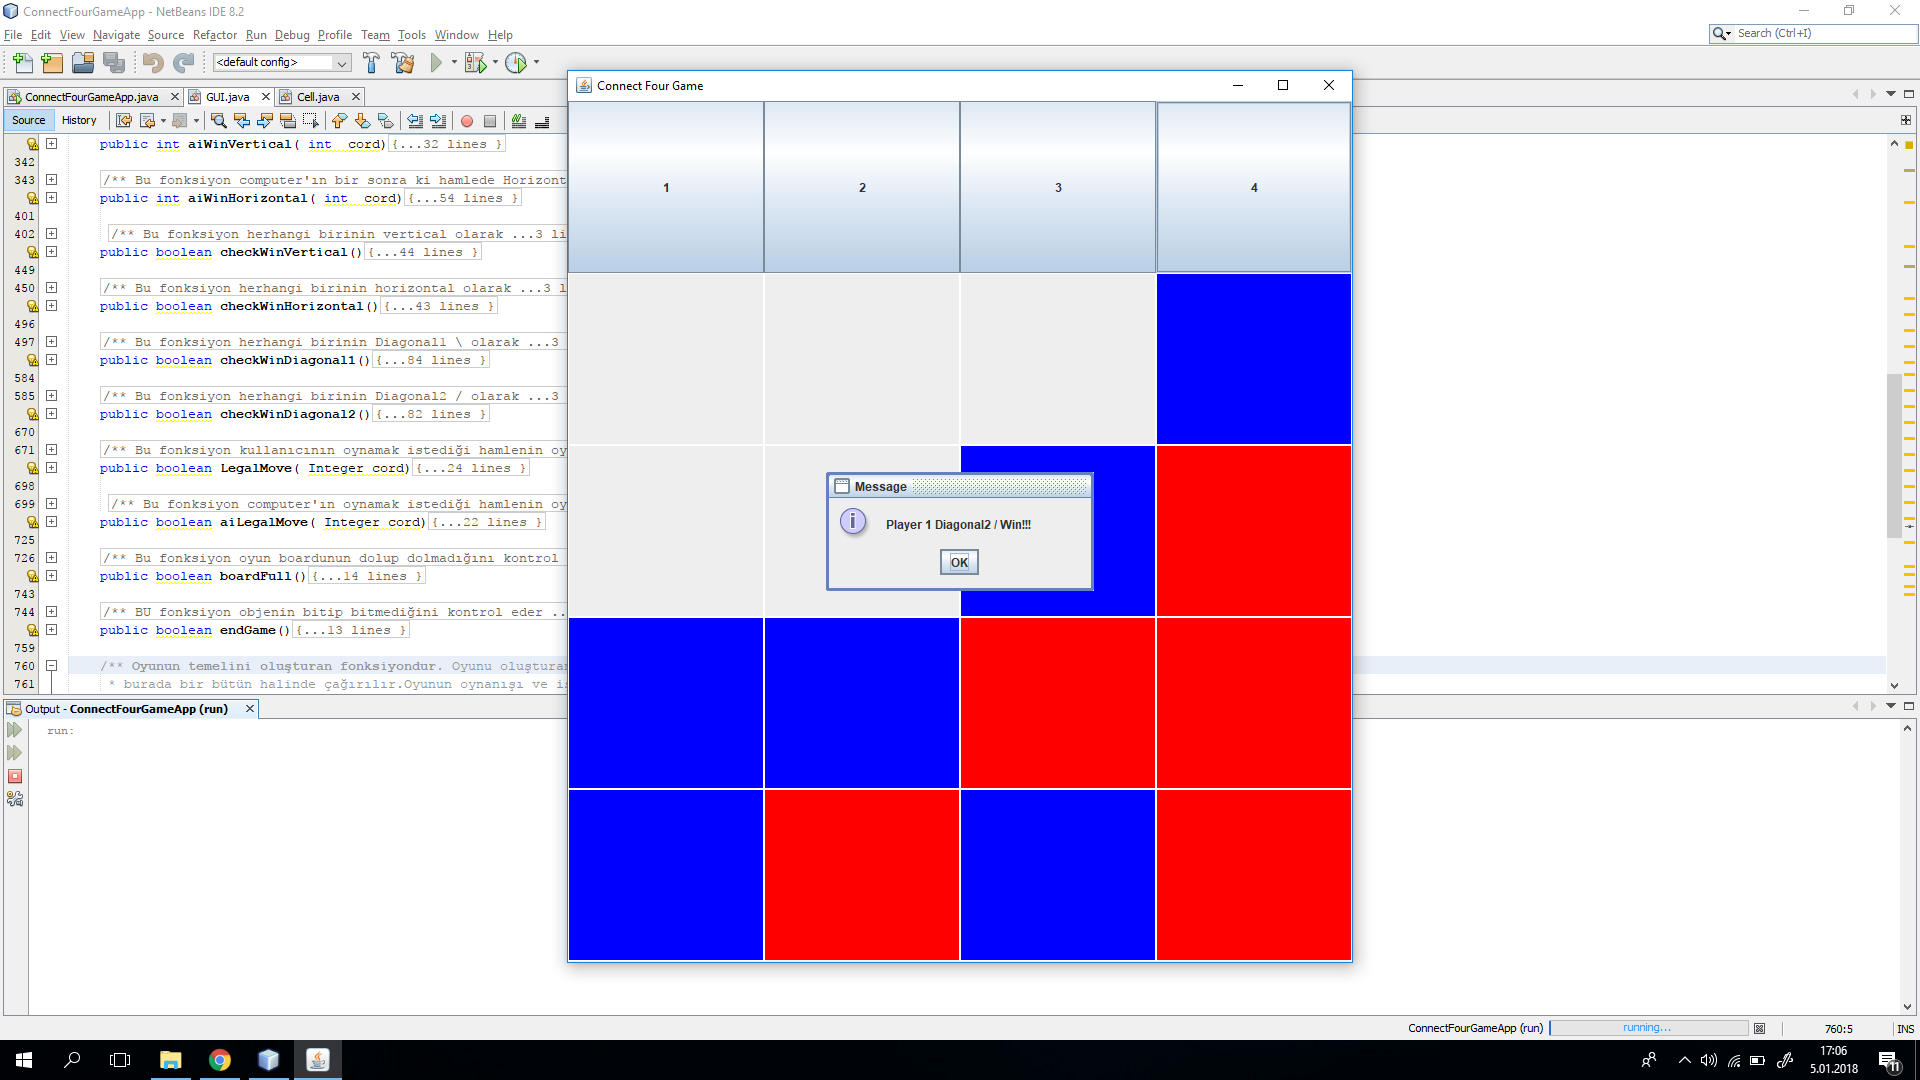 ConnectFourGameApp - NetBeans IDE 8.2
File Edit View Navigate Source Refactor Run Debug Profile Team Tools Window Help
Search (Ctrl+I)
<default config>
ConnectFourGameApp.java GUI.java Cell.java
Source History
public int aiWinVertical( int cord){...32 lines }
342
343 /** Bu fonksiyon computer'ın bir sonra ki hamlede Horizont
public int aiWinHorizontal( int cord){...54 lines }
401
402 /** Bu fonksiyon herhangi birinin vertical olarak ...3 li
public boolean checkWinVertical(){...44 lines }
449
450 /** Bu fonksiyon herhangi birinin horizontal olarak ...3 l
public boolean checkWinHorizontal(){...43 lines }
496
497 /** Bu fonksiyon herhangi birinin Diagonal1 \ olarak ...3
public boolean checkWinDiagonal1(){...84 lines }
584
585 /** Bu fonksiyon herhangi birinin Diagonal2 / olarak ...3
public boolean checkWinDiagonal2(){...82 lines }
670
671 /** Bu fonksiyon kullanıcının oynamak istediği hamlenin oy
public boolean LegalMove( Integer cord){...24 lines }
698
699 /** Bu fonksiyon computer'ın oynamak istediği hamlenin oy
public boolean aiLegalMove( Integer cord){...22 lines }
725
726 /** Bu fonksiyon oyun boardunun dolup dolmadığını kontrol
public boolean boardFull(){...14 lines }
743
744 /** BU fonksiyon objenin bitip bitmediğini kontrol eder ..
public boolean endGame(){...13 lines }
759
760 /** Oyunun temelini oluşturan fonksiyondur. Oyunu oluşturan
761 * burada bir bütün halinde çağırılır.Oyunun oynanışı ve iş
Connect Four Game
1 2 3 4
Message
Player 1 Diagonal2 / Win!!!
OK
Output - ConnectFourGameApp (run)
run:
ConnectFourGameApp (run) running... 760:5 INS
17:06
5.01.2018
11